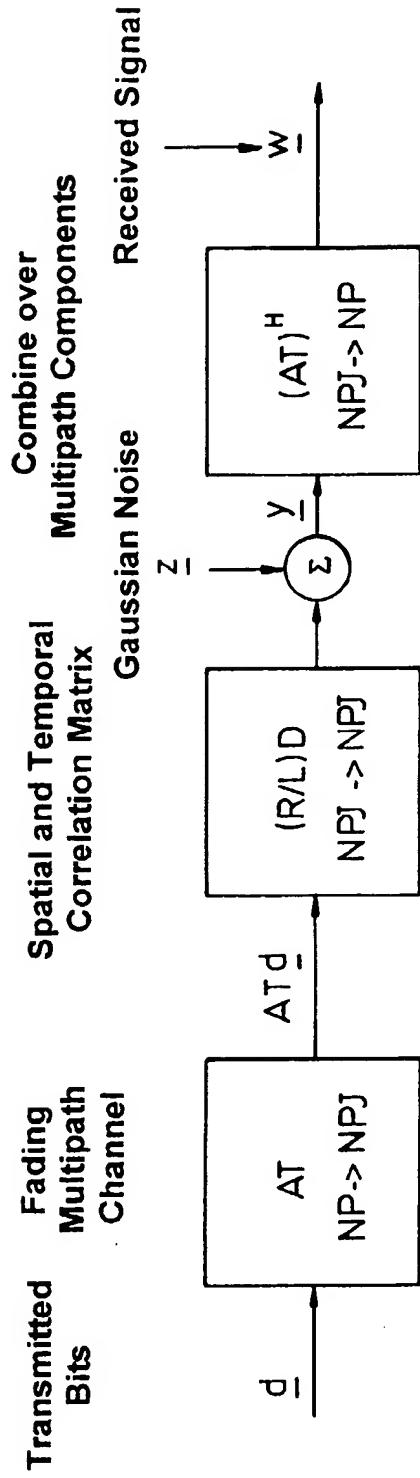 Transmitted
Bits
Fading
Multipath
Channel
Spatial and Temporal
Correlation Matrix
Gaussian Noise
Combine over
Multipath Components
Received Signal
d
AT
NP-> NPJ
ATd
(R/L)D
NPJ -> NPJ
z
Σ
y
(AT)^H
NPJ-> NP
w